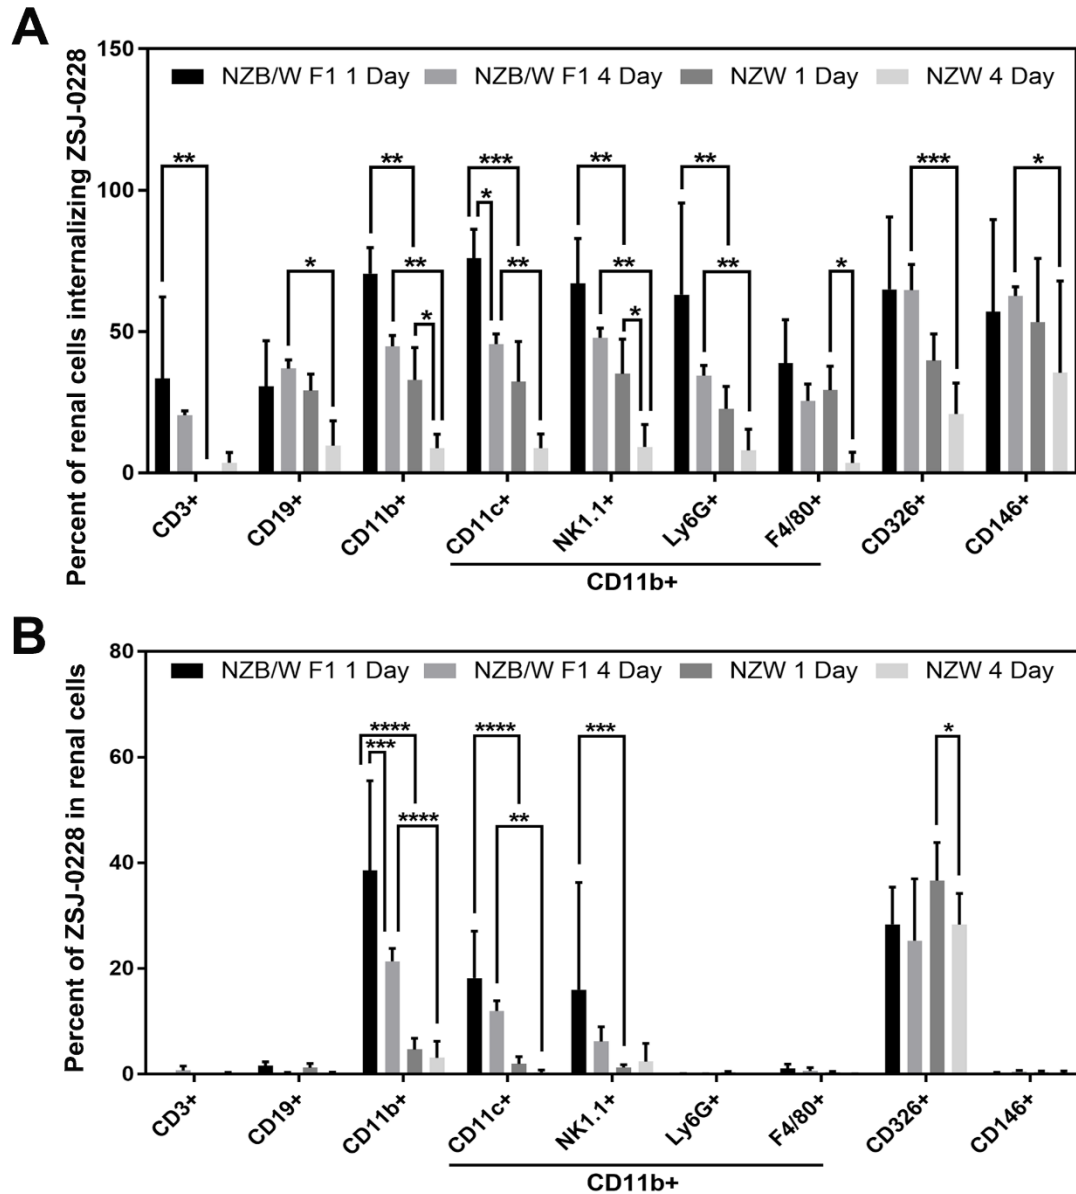 A
Percent of renal cells internalizing ZSJ-0228
150
100
50
0
NZB/W F1 1 Day NZB/W F1 4 Day NZW 1 Day NZW 4 Day
** ** *** ** ** *** *
* * ** ** ** ** *
* *
CD3+ CD19+ CD11b+ CD11c+ NK1.1+ Ly6G+ F4/80+ CD326+ CD146+
CD11b+
B
Percent of ZSJ-0228 in renal cells
80
60
40
20
0
NZB/W F1 1 Day NZB/W F1 4 Day NZW 1 Day NZW 4 Day
**** **** *** *
***
**** **
CD3+ CD19+ CD11b+ CD11c+ NK1.1+ Ly6G+ F4/80+ CD326+ CD146+
CD11b+